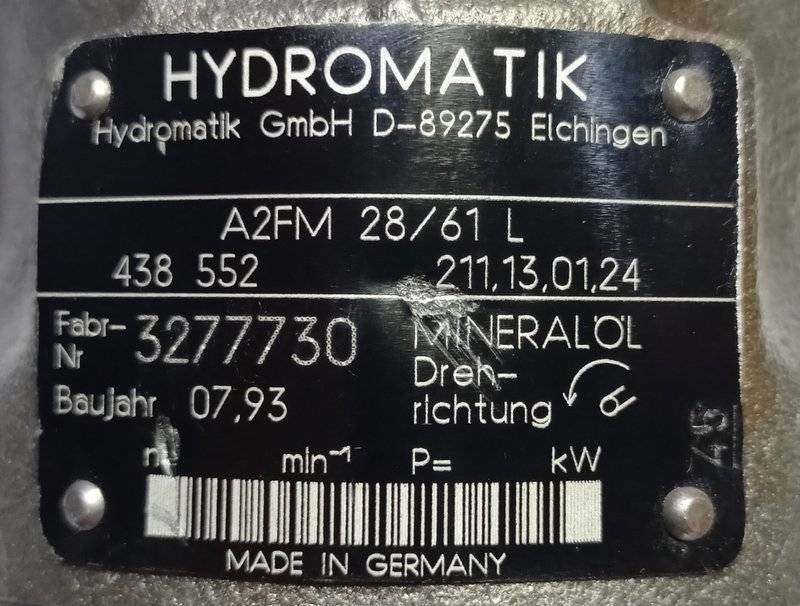 HYDROMATIK
Hydromatik GmbH D-89275 Elchingen
A2FM 28/61 L
438 552 211,13,01,24
Fabr-Nr 3277730 MINERALÖL
Baujahr 07,93 Dreh-richtung R
n min⁻¹ P= kW
45
MADE IN GERMANY